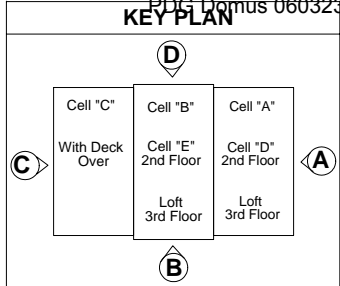 PDG Domus 060323
KEY PLAN
D
Cell "C"
With Deck
Over
Cell "B"
Cell "E"
2nd Floor
Loft
3rd Floor
Cell "A"
Cell "D"
2nd Floor
Loft
3rd Floor
C
A
B